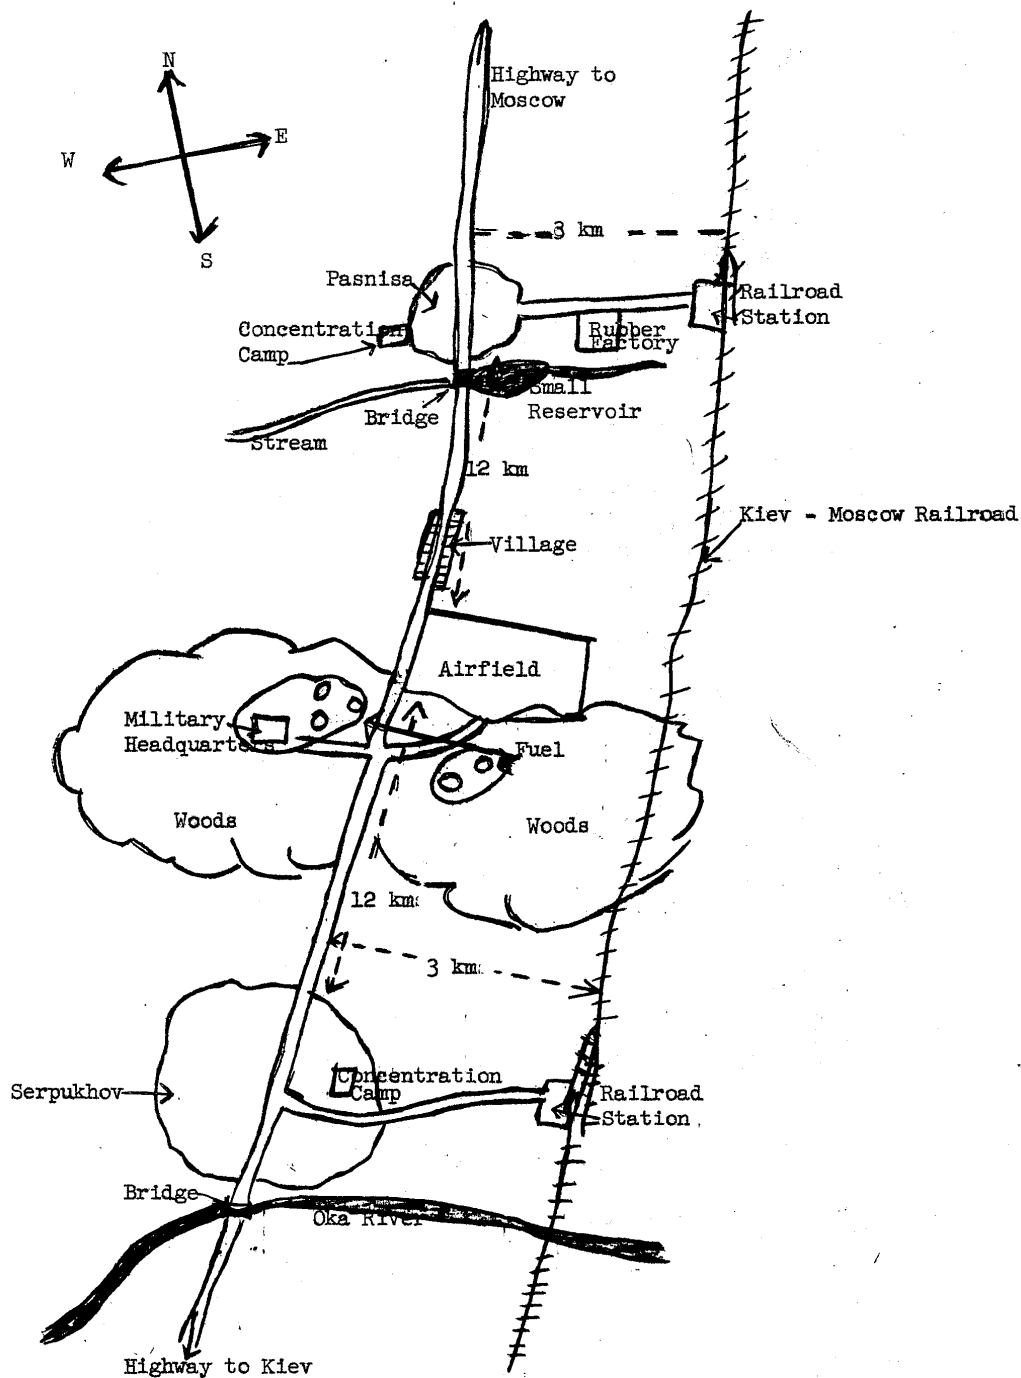 N
W
E
S
Highway to
Moscow
3 km
Pasnisa
Railroad
Station
Concentration
Camp
Rubber
Factory
Bridge
Small
Reservoir
Stream
12 km
Kiev - Moscow Railroad
Village
Airfield
Military
Headquarters
Fuel
Woods
Woods
12 km
3 km
Serpukhov
Concentration
Camp
Railroad
Station
Bridge
Oka River
Highway to Kiev